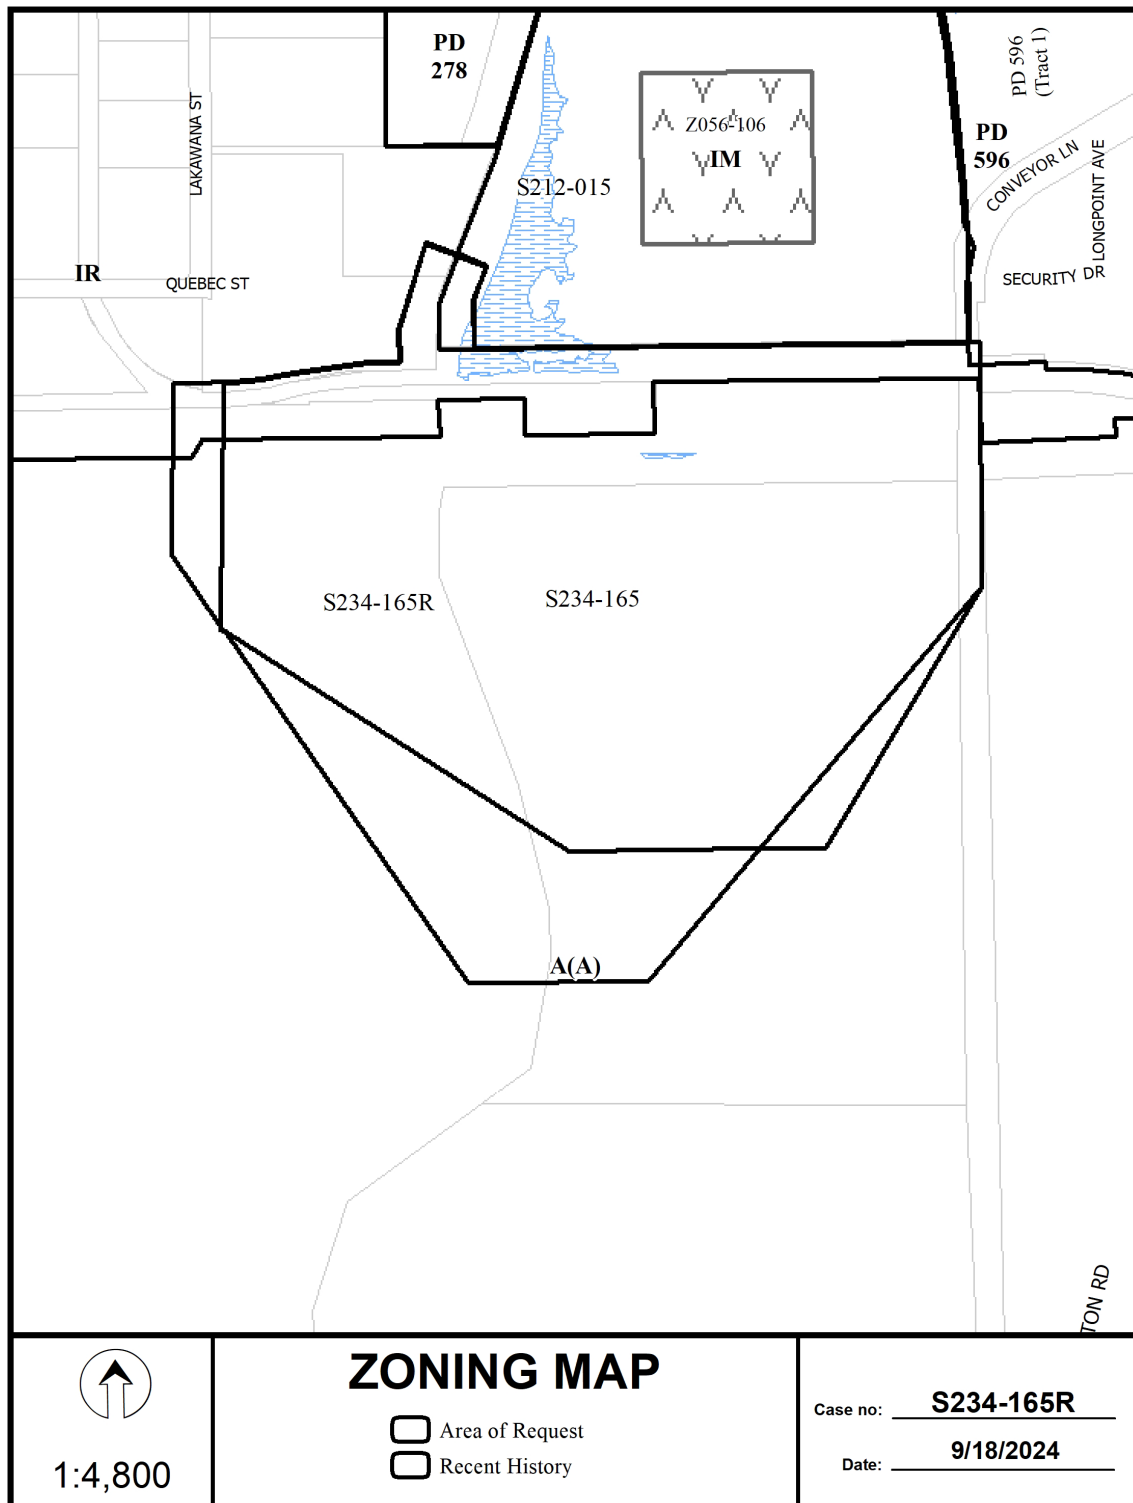 PD
278
PD 596
(Tract 1)
LAKAWANA ST
Z056-106
PD
596
IM
CONVEYOR LN
LONGPOINT AVE
S212-015
IR
QUEBEC ST
SECURITY DR
S234-165R
S234-165
A(A)
TON RD
1:4,800
ZONING MAP
Area of Request
Recent History
Case no: S234-165R
Date: 9/18/2024